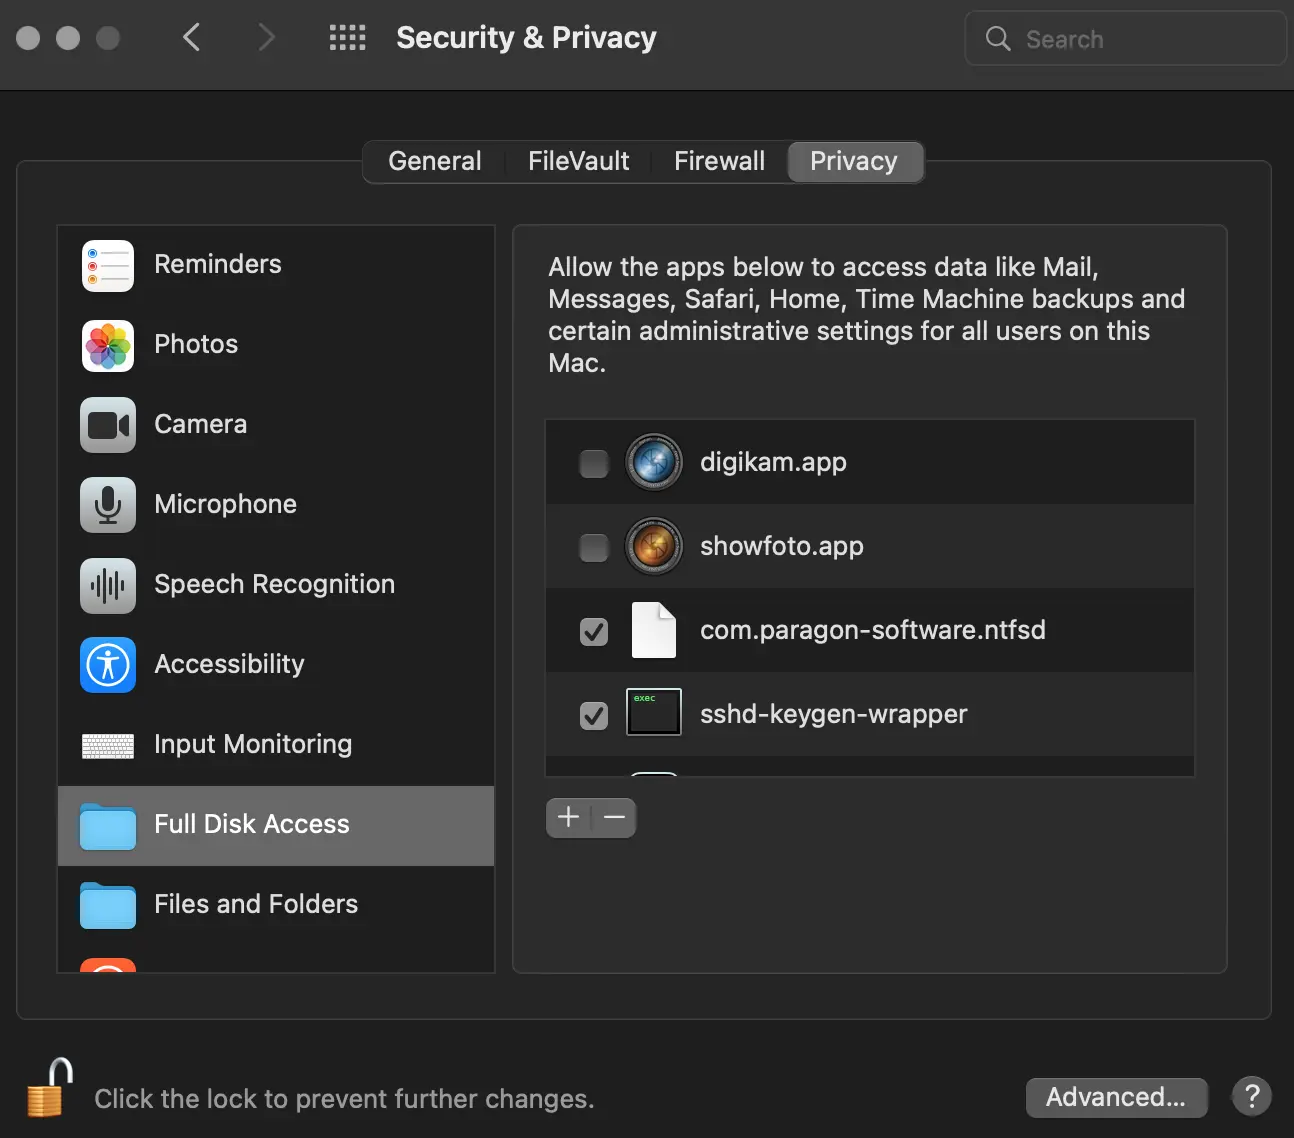 Security & Privacy
Search
General
FileVault
Firewall
Privacy
Reminders
Photos
Camera
Microphone
Speech Recognition
Accessibility
Input Monitoring
Full Disk Access
Files and Folders
Allow the apps below to access data like Mail,
Messages, Safari, Home, Time Machine backups and
certain administrative settings for all users on this
Mac.
digikam.app
showfoto.app
com.paragon-software.ntfsd
exec
sshd-keygen-wrapper
Click the lock to prevent further changes.
Advanced...
?